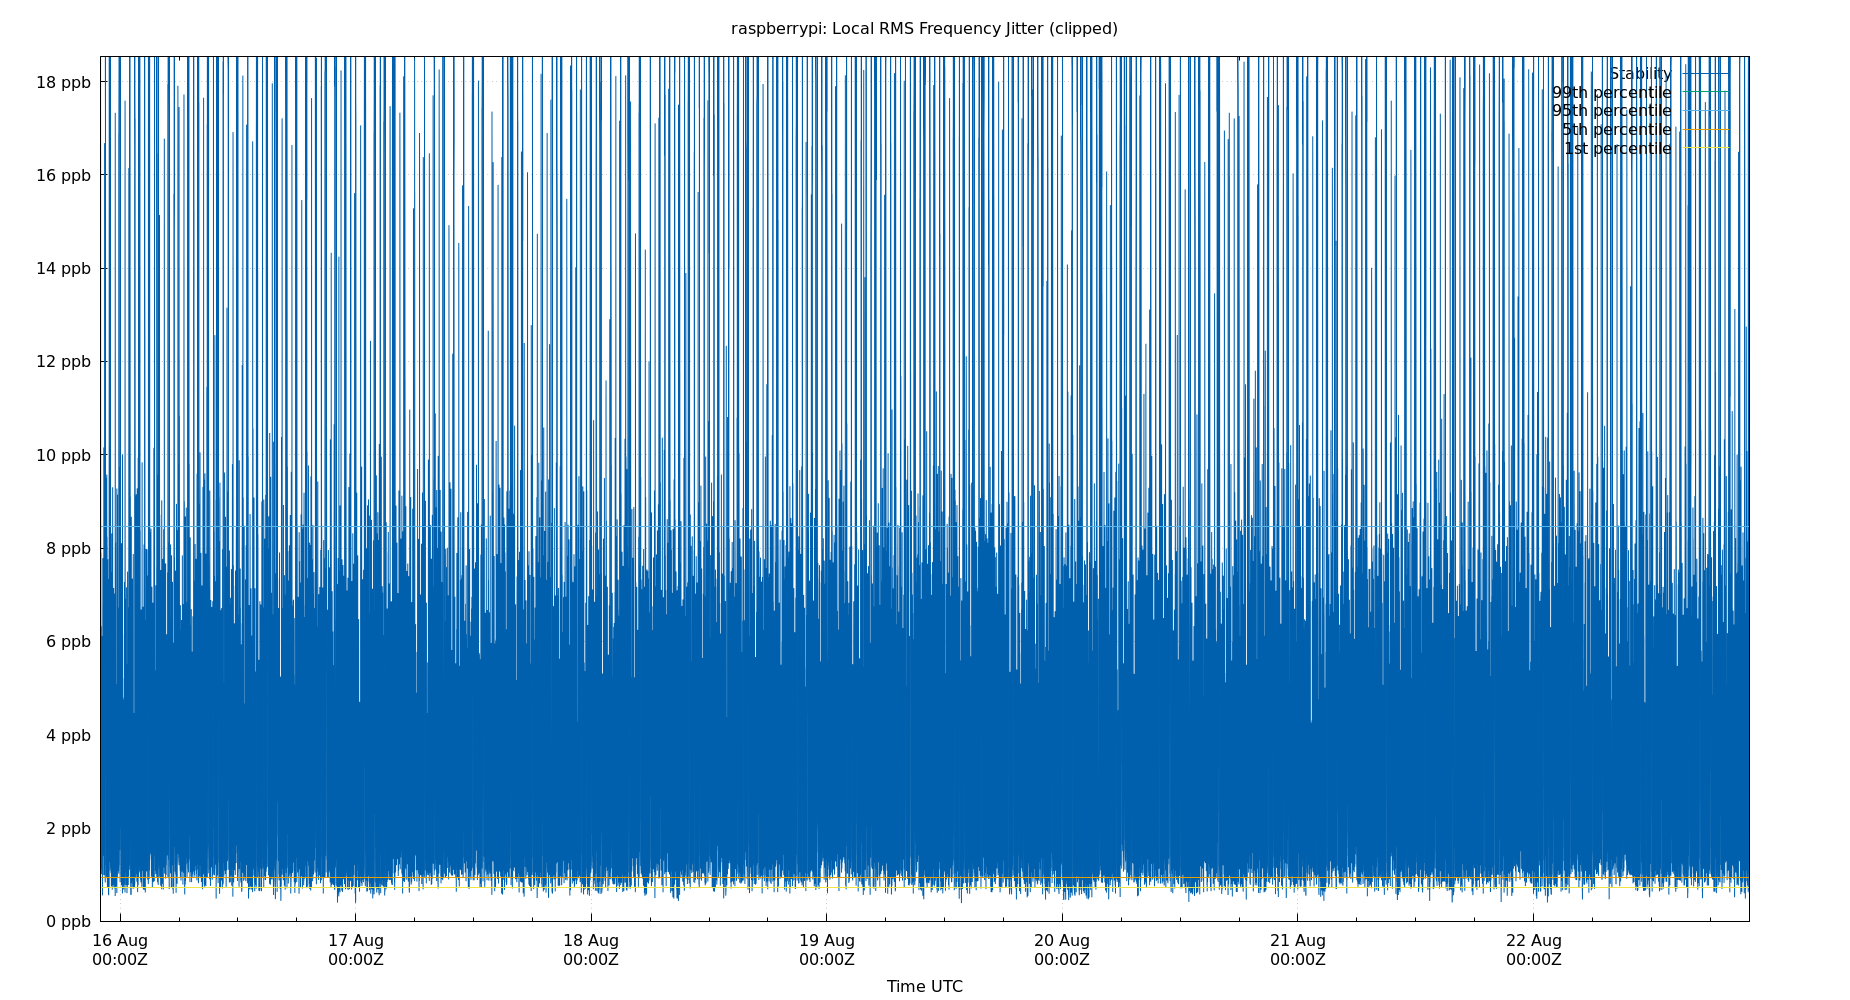 raspberrypi: Local RMS Frequency Jitter (clipped)
18 ppb
16 ppb
14 ppb
12 ppb
10 ppb
8 ppb
6 ppb
4 ppb
2 ppb
0 ppb
Stability
99th percentile
95th percentile
5th percentile
1st percentile
16 Aug 17 Aug 18 Aug 19 Aug 20 Aug 21 Aug 22 Aug
00:00Z 00:00Z 00:00Z 00:00Z 00:00Z 00:00Z 00:00Z
Time UTC